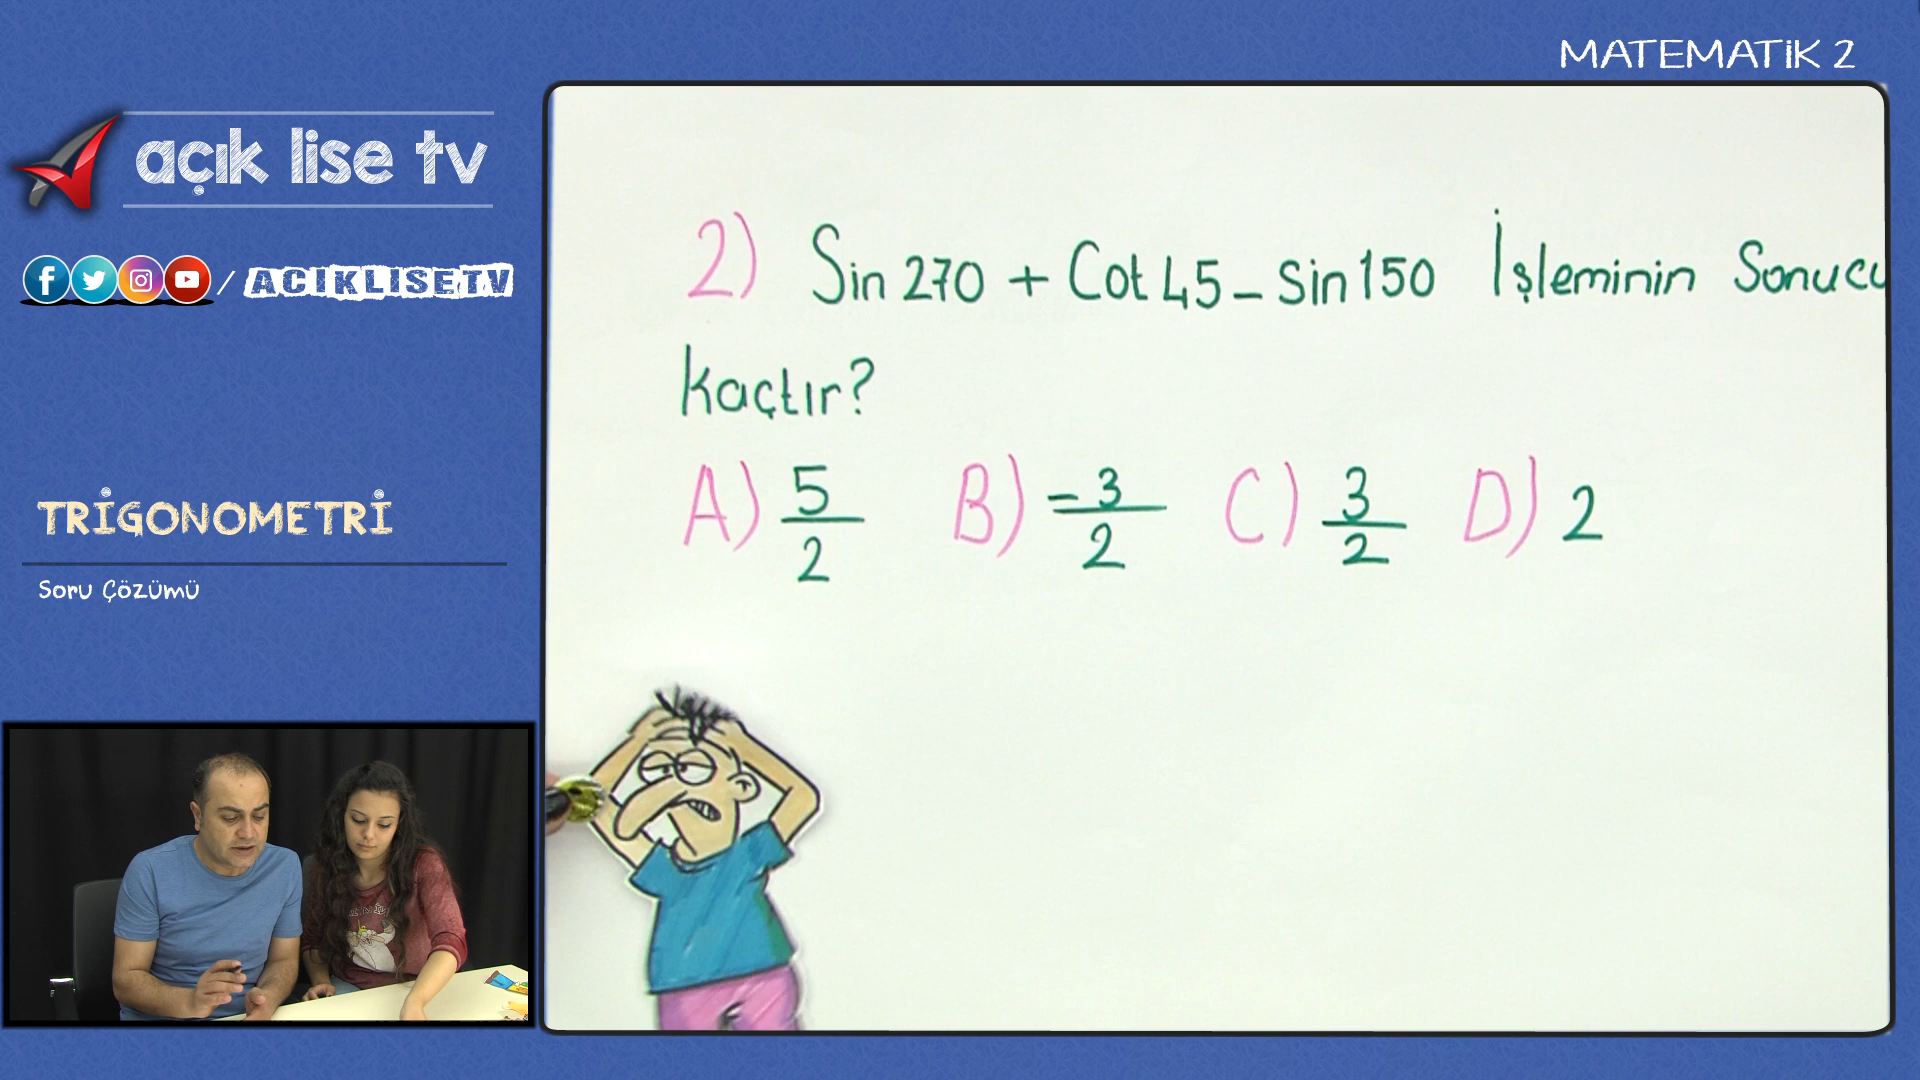 MATEMATİK 2
açık lise tv
/ ACIKLISETV
2) Sin 270 + Cot 45 - Sin 150 İşleminin Sonucu
kaçtır?
A) 5/2 B) -3/2 C) 3/2 D) 2
TRİGONOMETRİ
Soru Çözümü